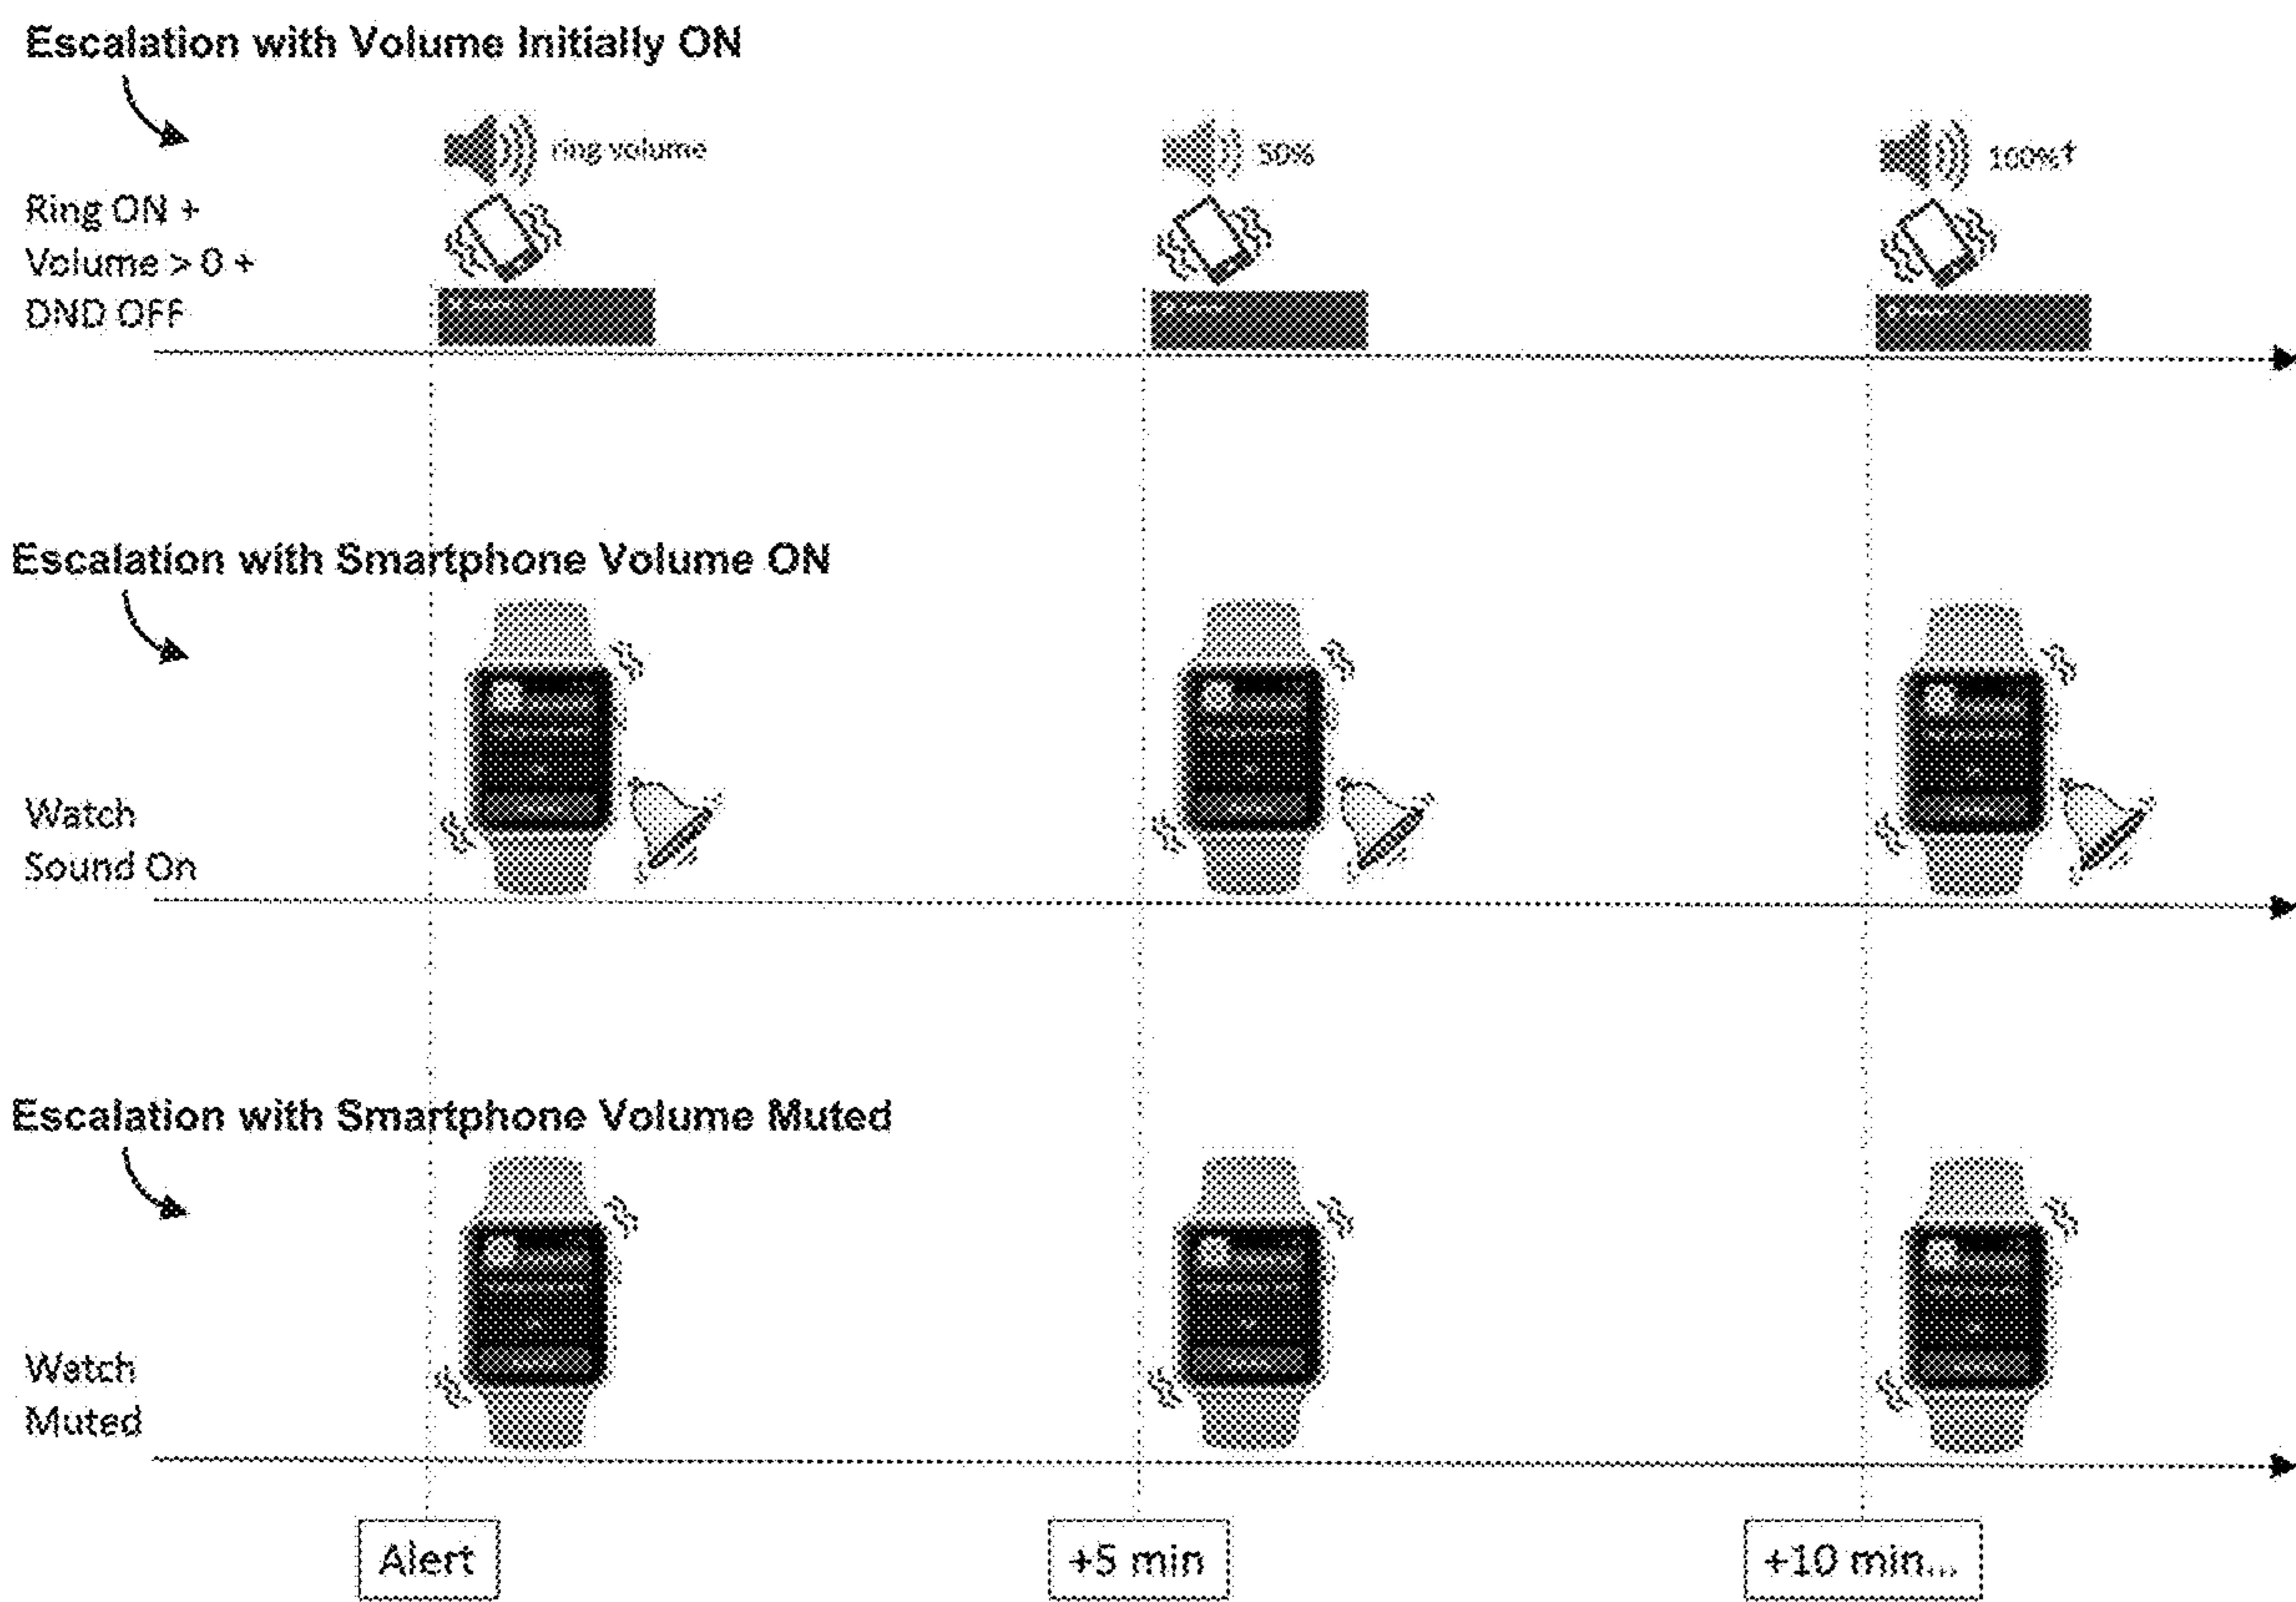 Escalation with Volume Initially ON
ring volume
50%
100%†
Ring ON +
Volume > 0 +
DND OFF
Escalation with Smartphone Volume ON
Watch
Sound On
Escalation with Smartphone Volume Muted
Watch
Muted
Alert
+5 min
+10 min...